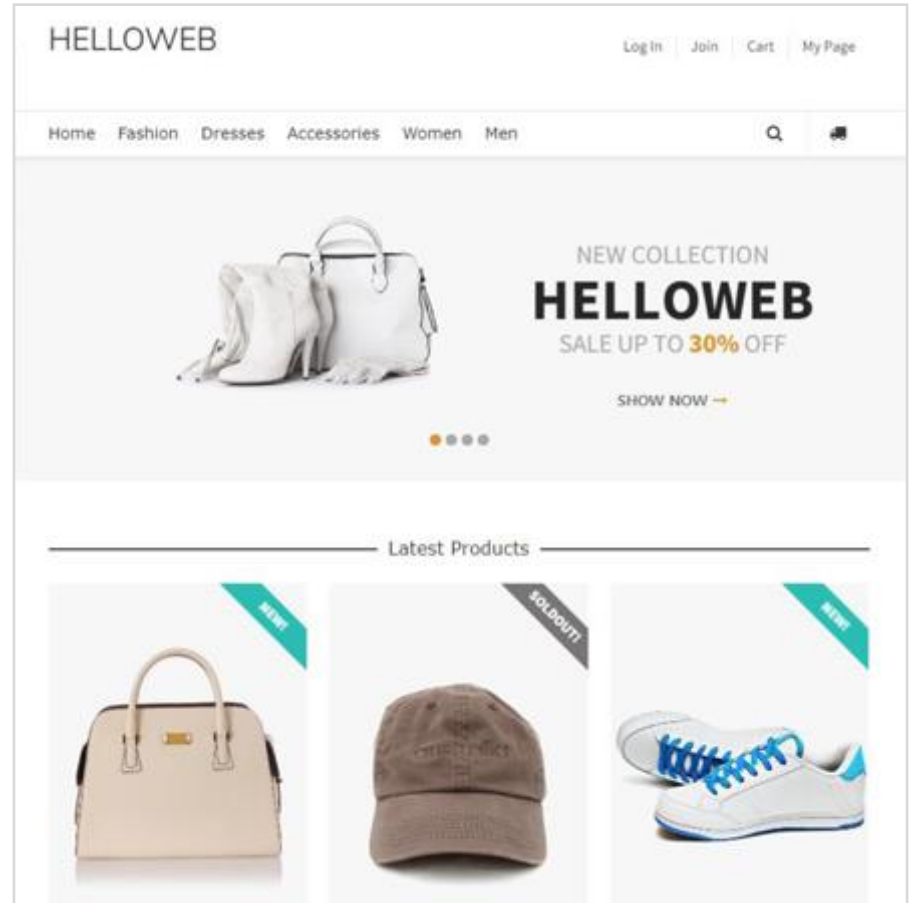 HELLOWEB
Log In Join Cart My Page
Home Fashion Dresses Accessories Women Men
NEW COLLECTION
HELLOWEB
SALE UP TO 30% OFF
SHOW NOW →
Latest Products
NEW!
SOLDOUT!
NEW!